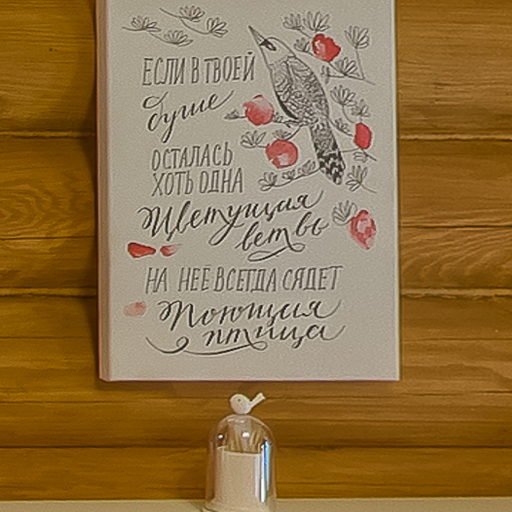 ЕСЛИ В ТВОЕЙ
душе
ОСТАЛАСЬ
ХОТЬ ОДНА
Цветущая
ветвь
НА НЕЁ ВСЕГДА СЯДЕТ
Поющая
птица